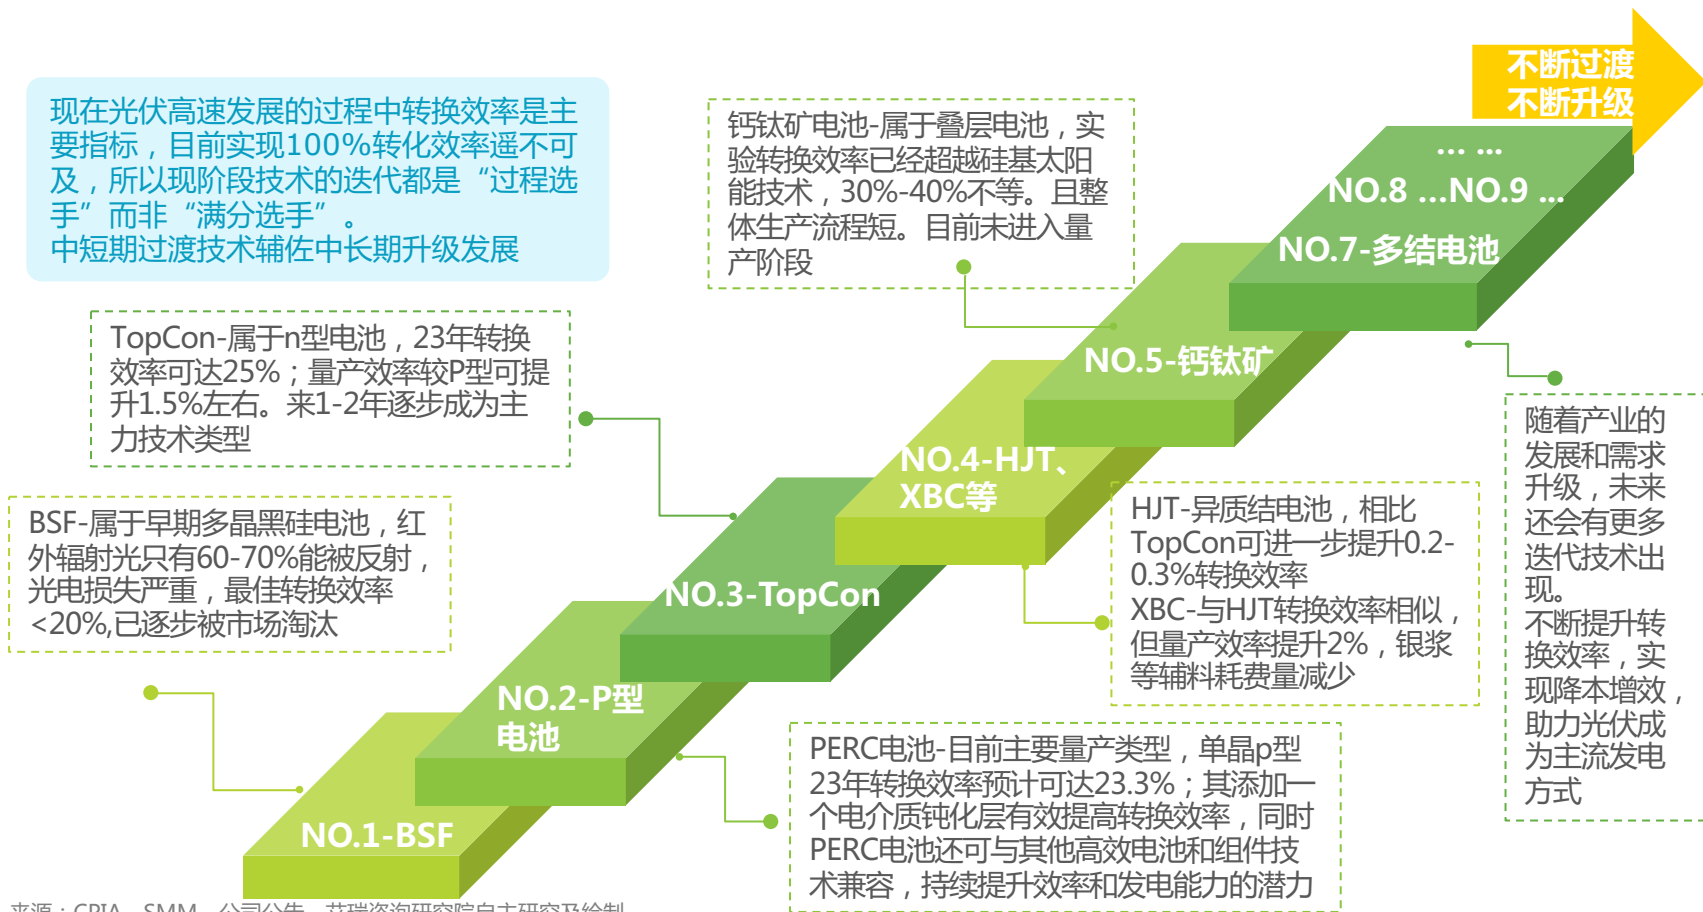 不断过渡
不断升级
现在光伏高速发展的过程中转换效率是主
要指标，目前实现100%转化效率遥不可
及，所以现阶段技术的迭代都是“过程选
手”而非“满分选手”。
中短期过渡技术辅佐中长期升级发展
钙钛矿电池-属于叠层电池，实
验转换效率已经超越硅基太阳
能技术，30%-40%不等。且整
体生产流程短。目前未进入量
产阶段
... ...
NO.8 ...NO.9 ...
NO.7-多结电池
TopCon-属于n型电池，23年转换
效率可达25%；量产效率较P型可提
升1.5%左右。来1-2年逐步成为主
力技术类型
NO.5-钙钛矿
随着产业的
发展和需求
升级，未来
还会有更多
迭代技术出
现。
不断提升转
换效率，实
现降本增效，
助力光伏成
为主流发电
方式
NO.4-HJT、
XBC等
BSF-属于早期多晶黑硅电池，红
外辐射光只有60-70%能被反射，
光电损失严重，最佳转换效率
<20%,已逐步被市场淘汰
HJT-异质结电池，相比
TopCon可进一步提升0.2-
0.3%转换效率
XBC-与HJT转换效率相似，
但量产效率提升2%，银浆
等辅料耗费量减少
NO.3-TopCon
NO.2-P型
电池
PERC电池-目前主要量产类型，单晶p型
23年转换效率预计可达23.3%；其添加一
个电介质钝化层有效提高转换效率，同时
PERC电池还可与其他高效电池和组件技
术兼容，持续提升效率和发电能力的潜力
NO.1-BSF
来源：CPIA、SMM、公司公告、艾瑞咨询研究院自主研究及绘制